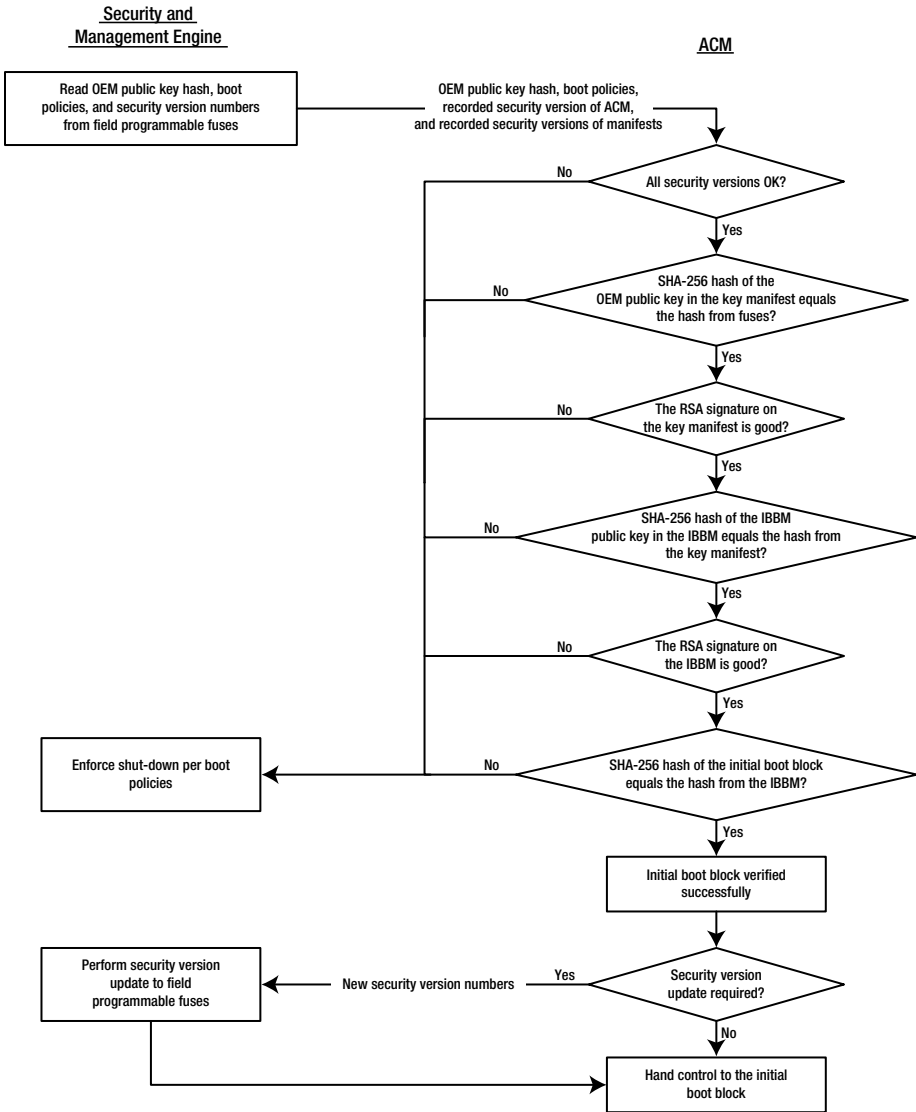 Security and
Management Engine
ACM
Read OEM public key hash, boot
policies, and security version numbers
from field programmable fuses
OEM public key hash, boot policies,
recorded security version of ACM,
and recorded security versions of manifests
No
All security versions OK?
Yes
No
SHA-256 hash of the
OEM public key in the key manifest equals
the hash from fuses?
Yes
No
The RSA signature on
the key manifest is good?
Yes
No
SHA-256 hash of the IBBM
public key in the IBBM equals the hash from
the key manifest?
Yes
No
The RSA signature on
the IBBM is good?
Yes
Enforce shut-down per boot
policies
No
SHA-256 hash of the initial boot block
equals the hash from the IBBM?
Yes
Initial boot block verified
successfully
Perform security version
update to field
programmable fuses
New security version numbers
Yes
Security version
update required?
No
Hand control to the initial
boot block